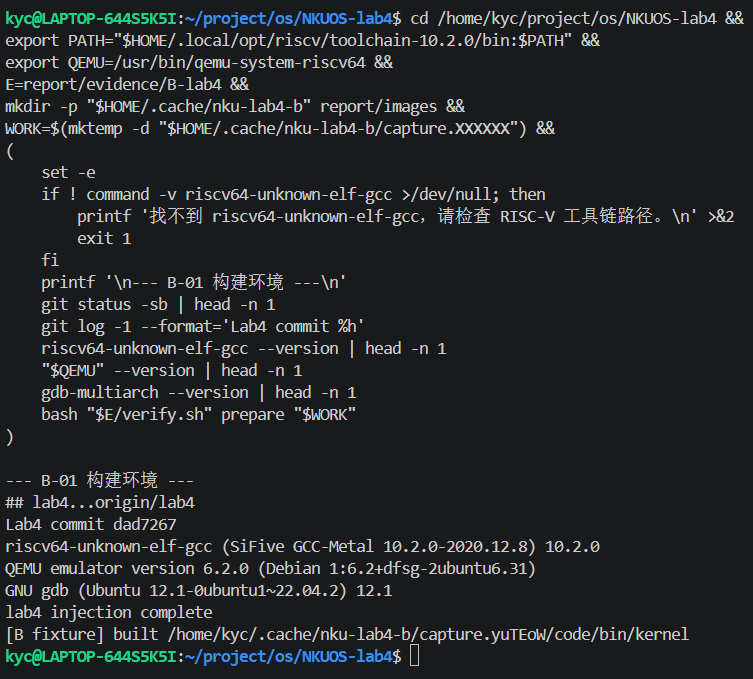 kyc@LAPTOP-644S5K5I:~/project/os/NKUOS-lab4$ cd /home/kyc/project/os/NKUOS-lab4 &&
export PATH="$HOME/.local/opt/riscv/toolchain-10.2.0/bin:$PATH" &&
export QEMU=/usr/bin/qemu-system-riscv64 &&
E=report/evidence/B-lab4 &&
mkdir -p "$HOME/.cache/nku-lab4-b" report/images &&
WORK=$(mktemp -d "$HOME/.cache/nku-lab4-b/capture.XXXXXX") &&
(
    set -e
    if ! command -v riscv64-unknown-elf-gcc >/dev/null; then
        printf '找不到 riscv64-unknown-elf-gcc，请检查 RISC-V 工具链路径。\n' >&2
        exit 1
    fi
    printf '\n--- B-01 构建环境 ---\n'
    git status -sb | head -n 1
    git log -1 --format='Lab4 commit %h'
    riscv64-unknown-elf-gcc --version | head -n 1
    "$QEMU" --version | head -n 1
    gdb-multiarch --version | head -n 1
    bash "$E/verify.sh" prepare "$WORK"
)

--- B-01 构建环境 ---
## lab4...origin/lab4
Lab4 commit dad7267
riscv64-unknown-elf-gcc (SiFive GCC-Metal 10.2.0-2020.12.8) 10.2.0
QEMU emulator version 6.2.0 (Debian 1:6.2+dfsg-2ubuntu6.31)
GNU gdb (Ubuntu 12.1-0ubuntu1~22.04.2) 12.1
lab4 injection complete
[B fixture] built /home/kyc/.cache/nku-lab4-b/capture.yuTEoW/code/bin/kernel
kyc@LAPTOP-644S5K5I:~/project/os/NKUOS-lab4$